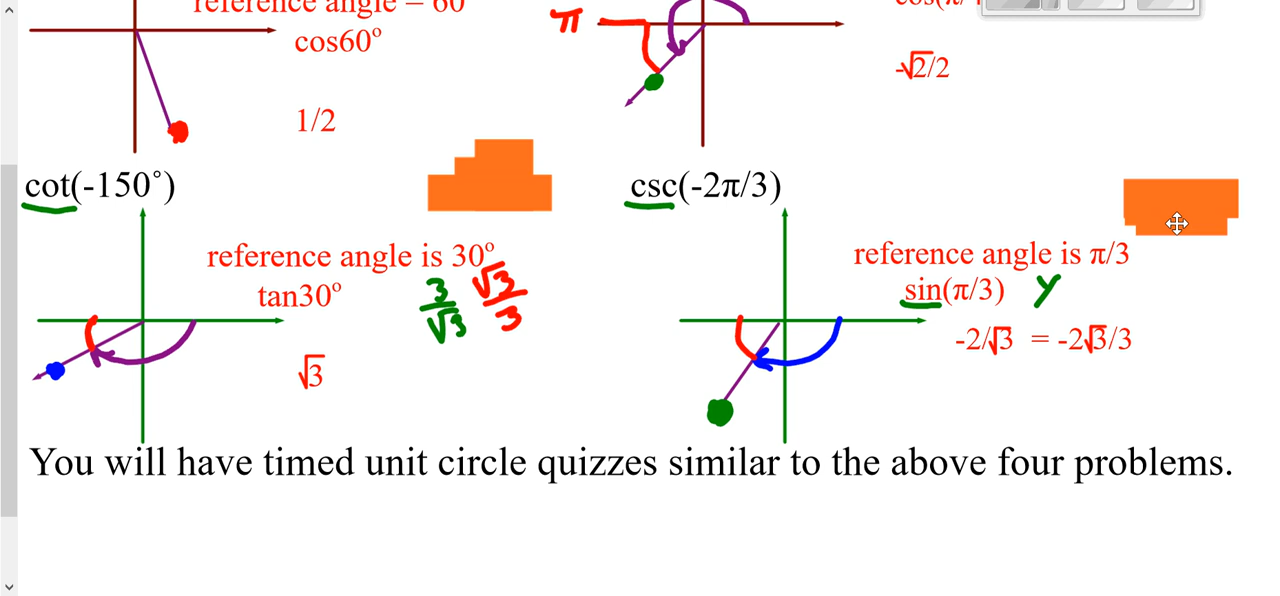 reference angle = 60
cos60°
1/2
π
-√2/2
cot(-150°)
reference angle is 30°
tan30°
3/√3
√3/3
√3
csc(-2π/3)
reference angle is π/3
sin(π/3) y
-2/√3 = -2√3/3
You will have timed unit circle quizzes similar to the above four problems.